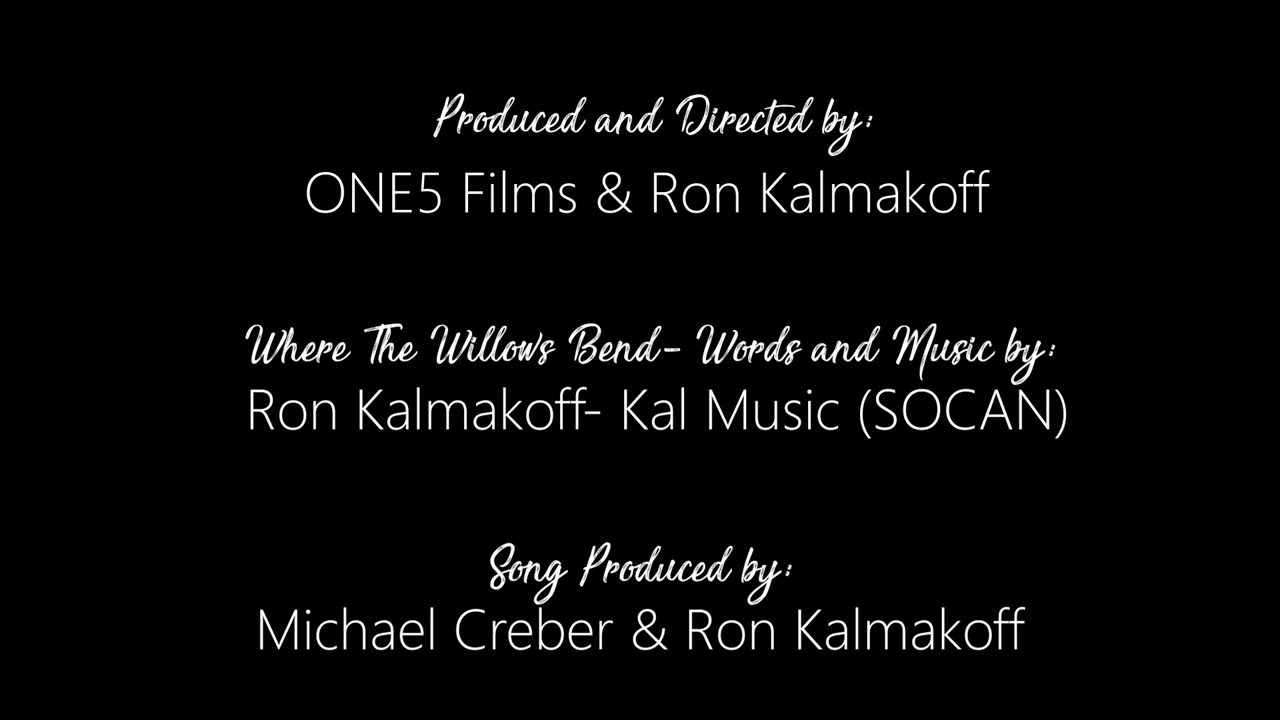 Produced and Directed by:
ONE5 Films & Ron Kalmakoff
Where The Willows Bend- Words and Music by:
Ron Kalmakoff- Kal Music (SOCAN)
Song Produced by:
Michael Creber & Ron Kalmakoff